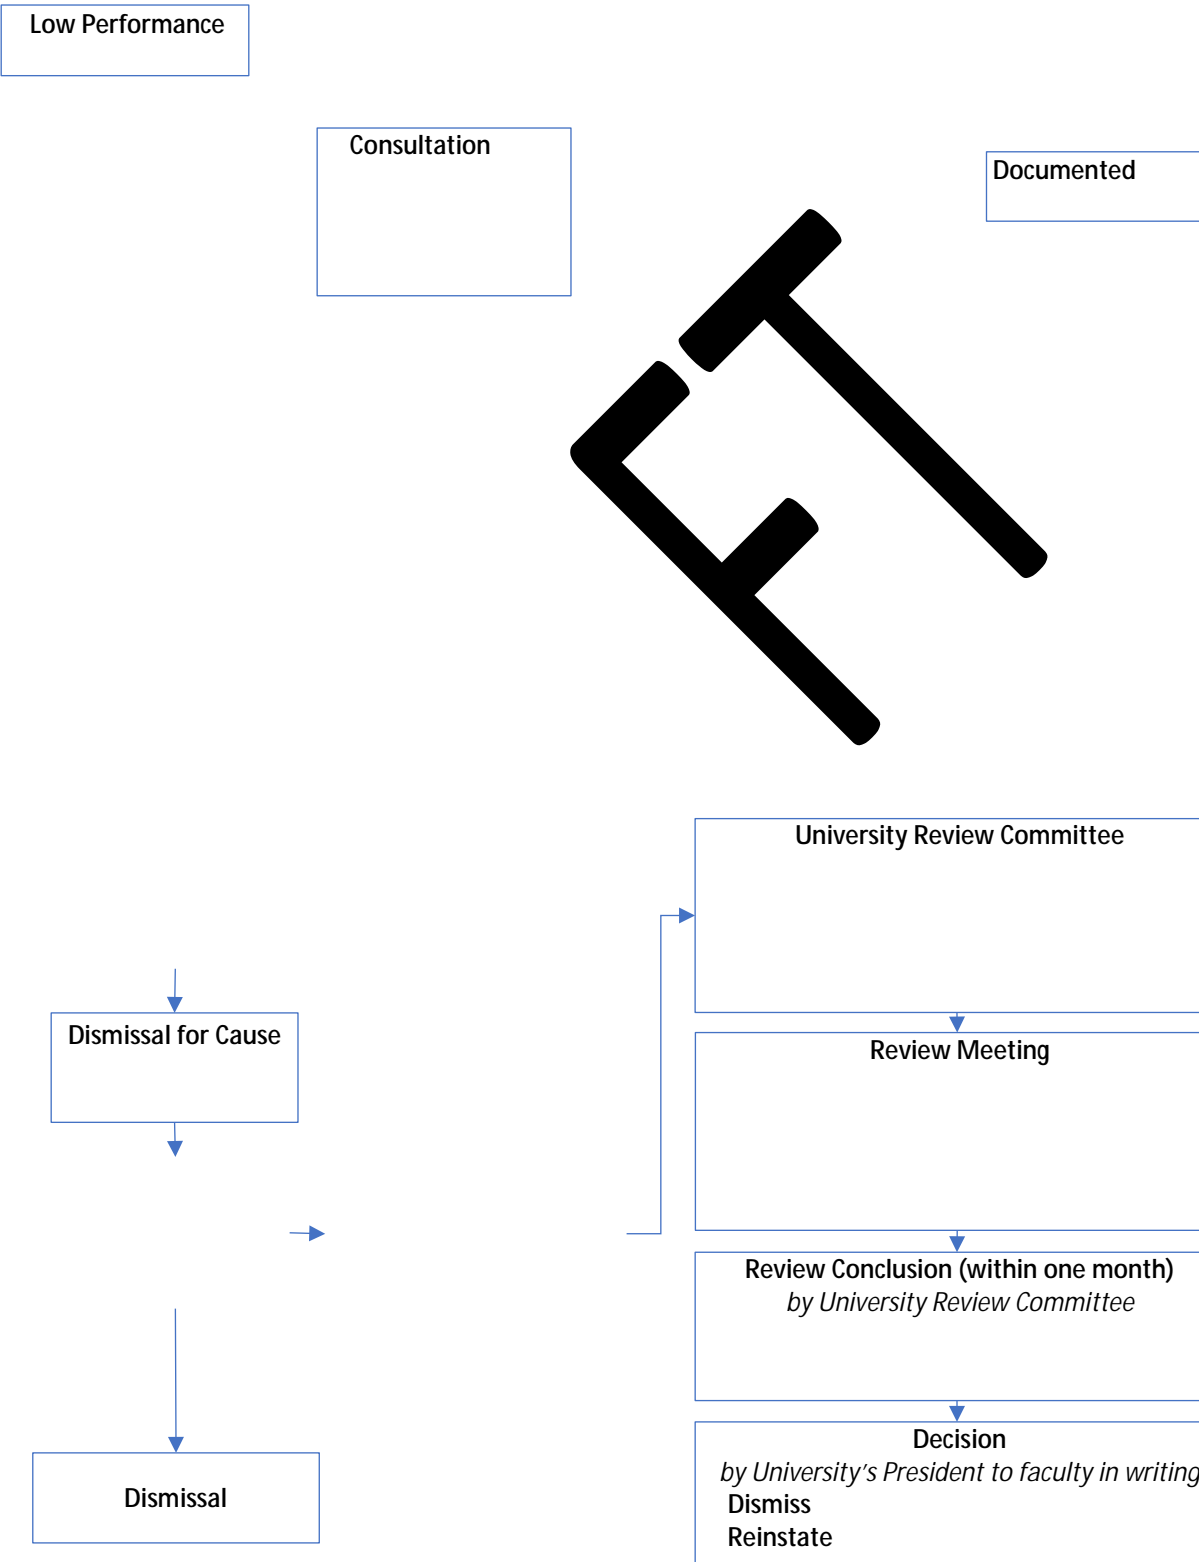 Low Performance
Consultation
Documented
FT
University Review Committee
Dismissal for Cause
Review Meeting
Review Conclusion (within one month)
by University Review Committee
Decision
by University's President to faculty in writing
Dismiss
Reinstate
Dismissal